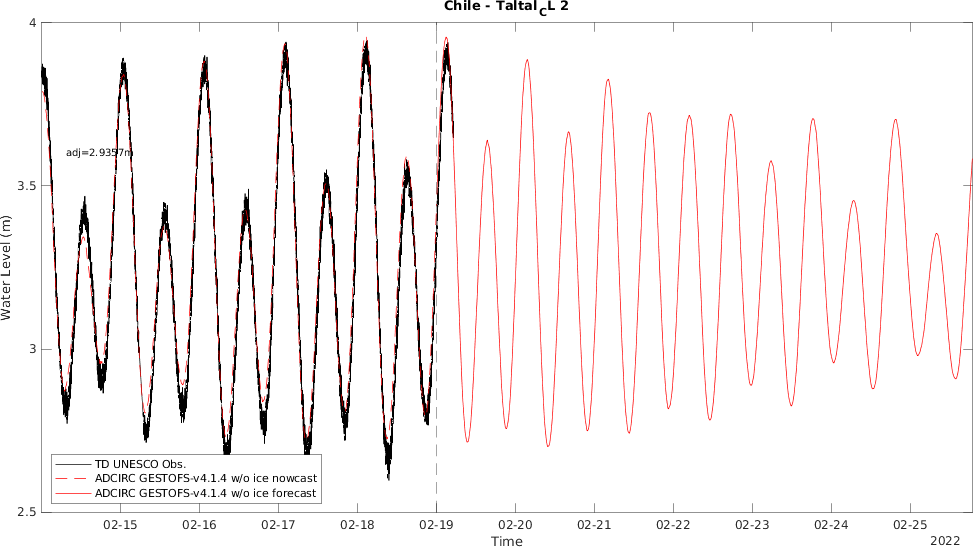 Chile - Taltal_CL 2
4
3.5
3
2.5
Water Level (m)
adj=2.9357m
TD UNESCO Obs.
ADCIRC GESTOFS-v4.1.4 w/o ice nowcast
ADCIRC GESTOFS-v4.1.4 w/o ice forecast
02-15 02-16 02-17 02-18 02-19 02-20 02-21 02-22 02-23 02-24 02-25
Time
2022